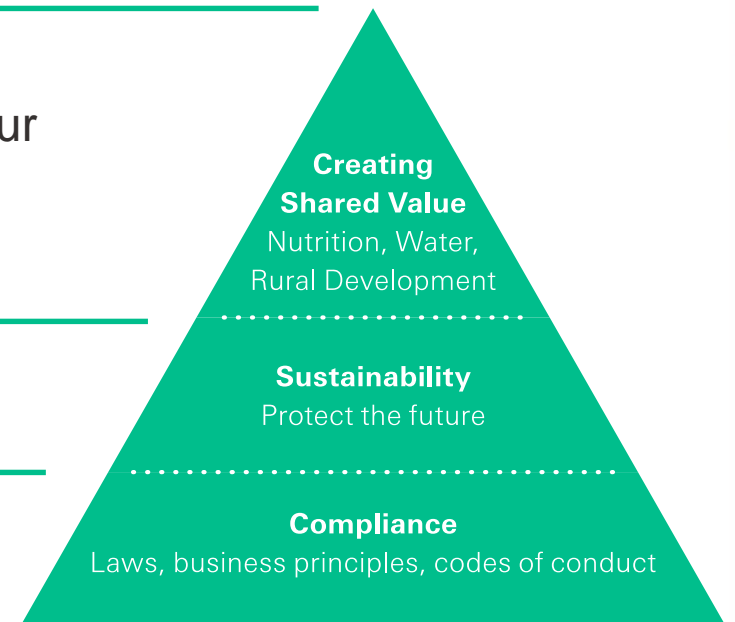 ur
Creating
Shared Value
Nutrition, Water,
Rural Development
Sustainability
Protect the future
Compliance
Laws, business principles, codes of conduct